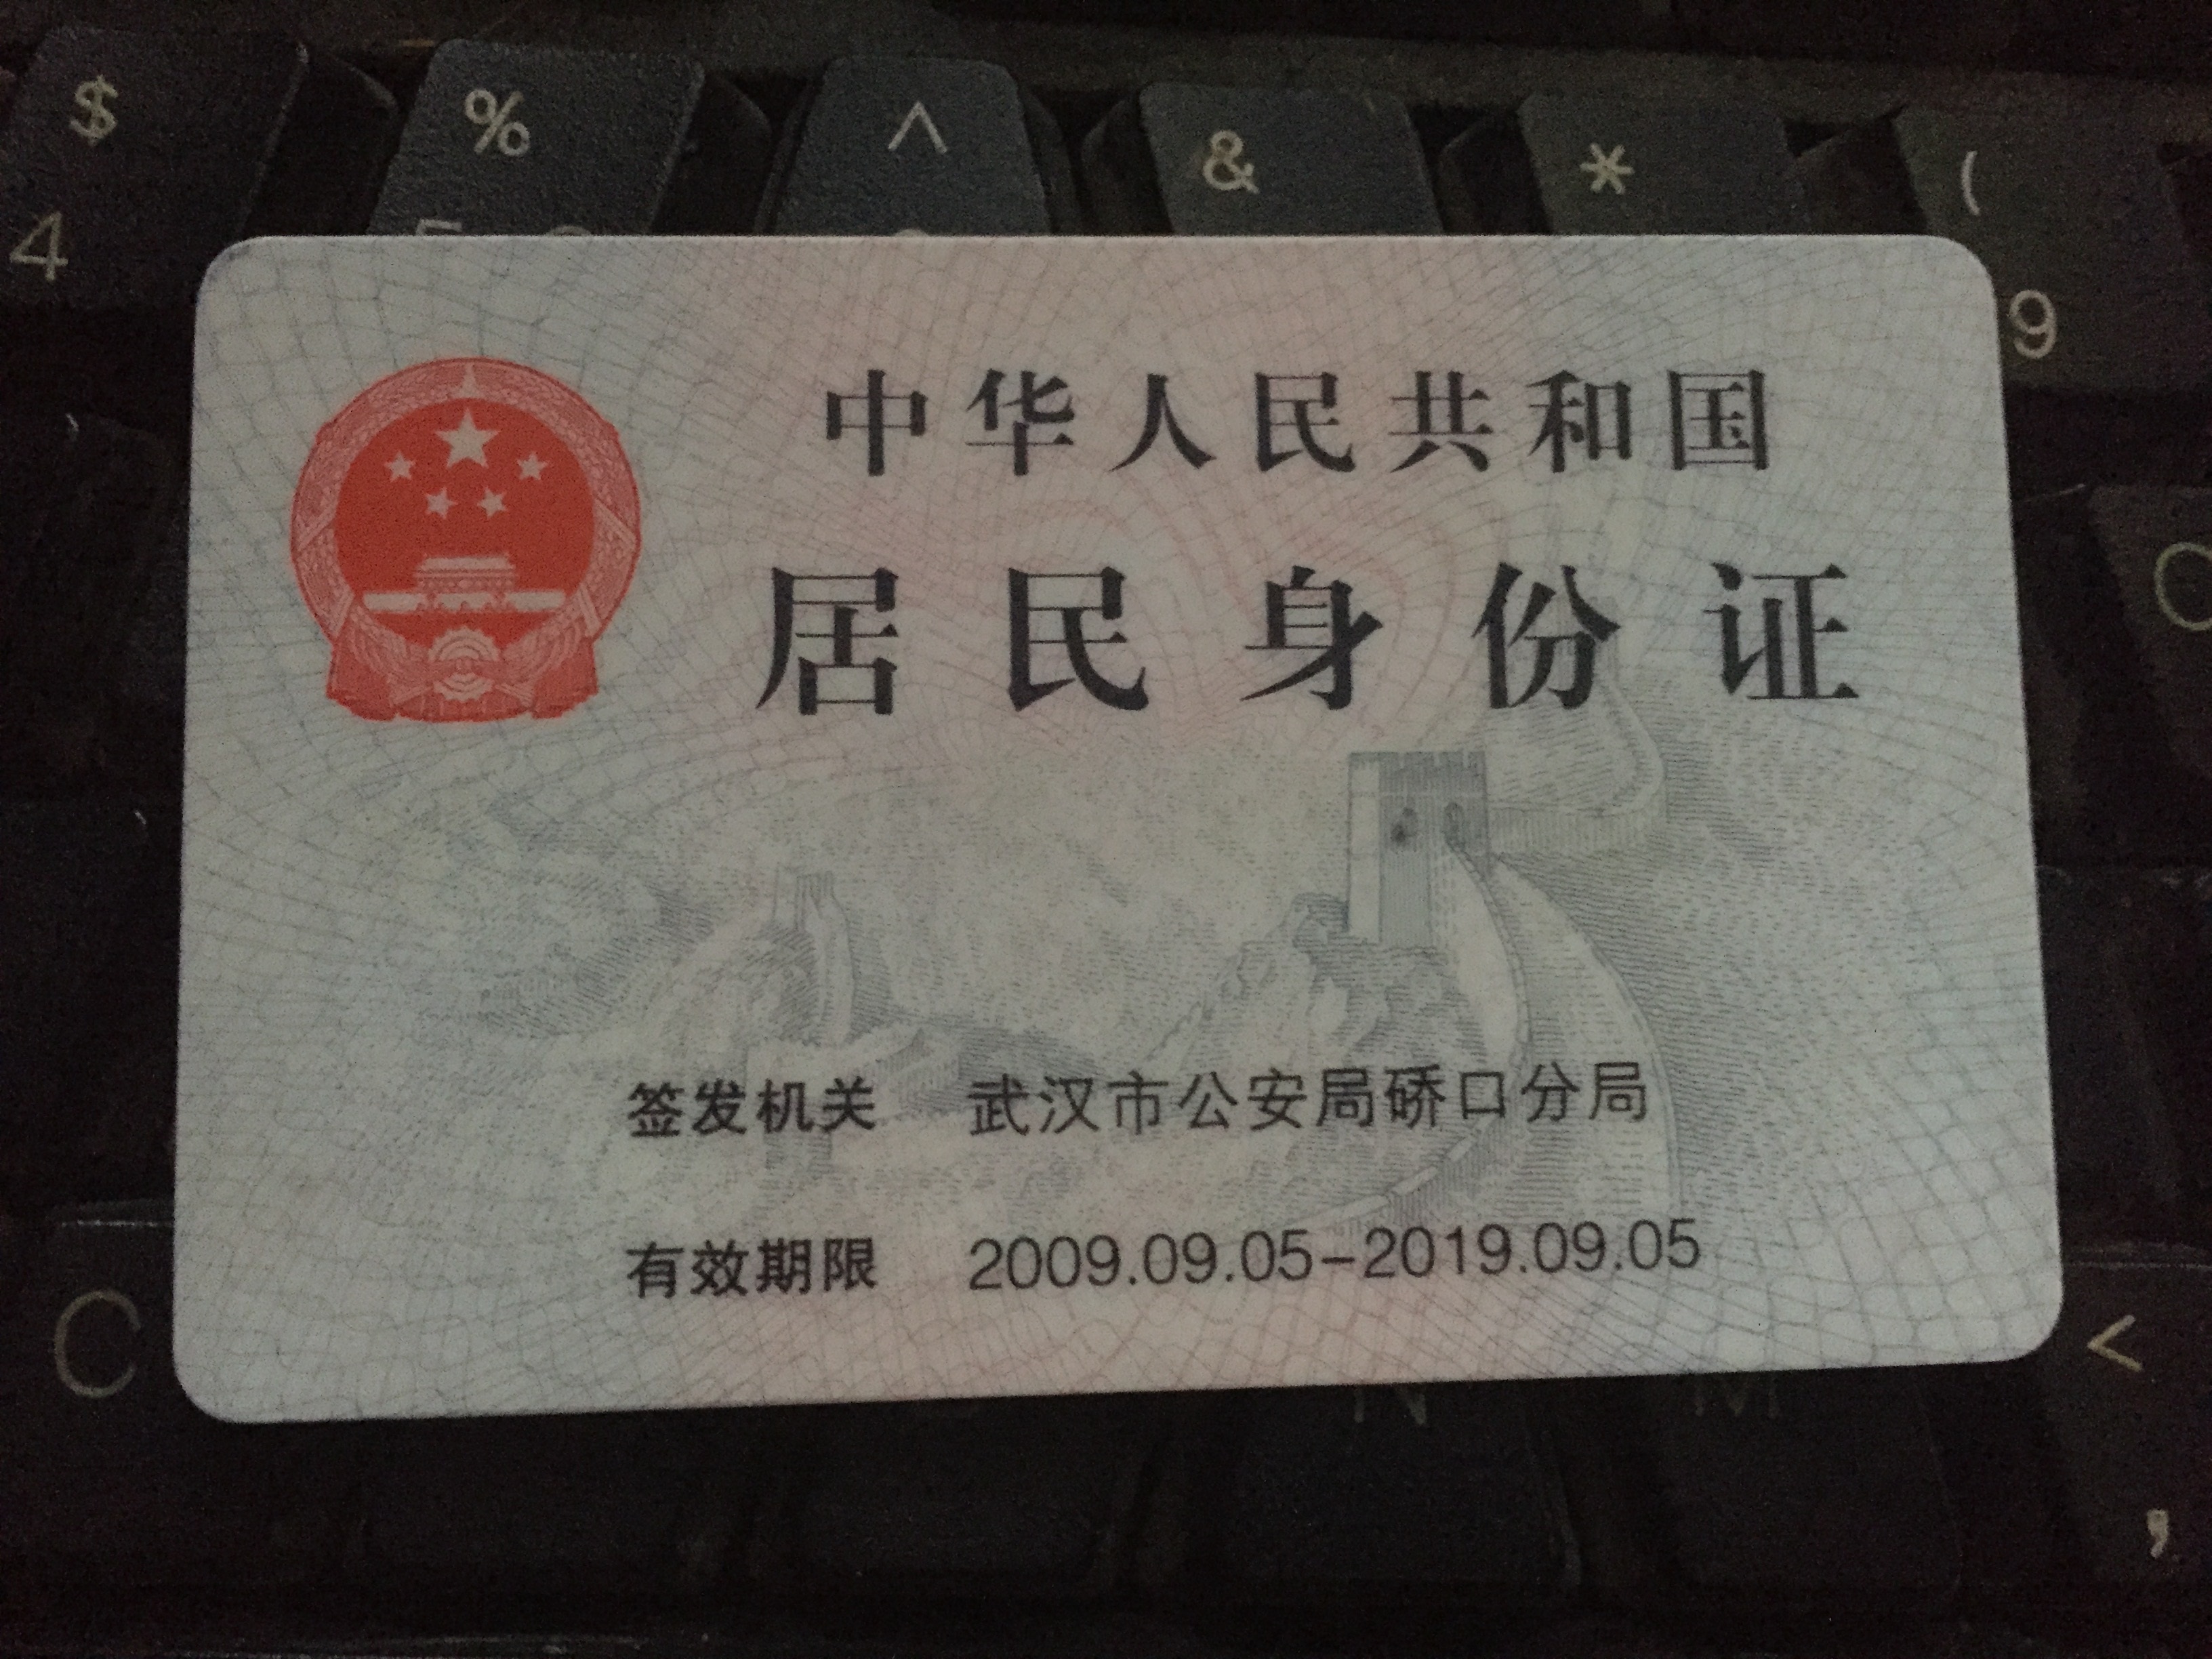 $ % ^ & * (
4 9
中华人民共和国
居民身份证
签发机关 武汉市公安局硚口分局
有效期限 2009.09.05-2019.09.05
C <
N M
,